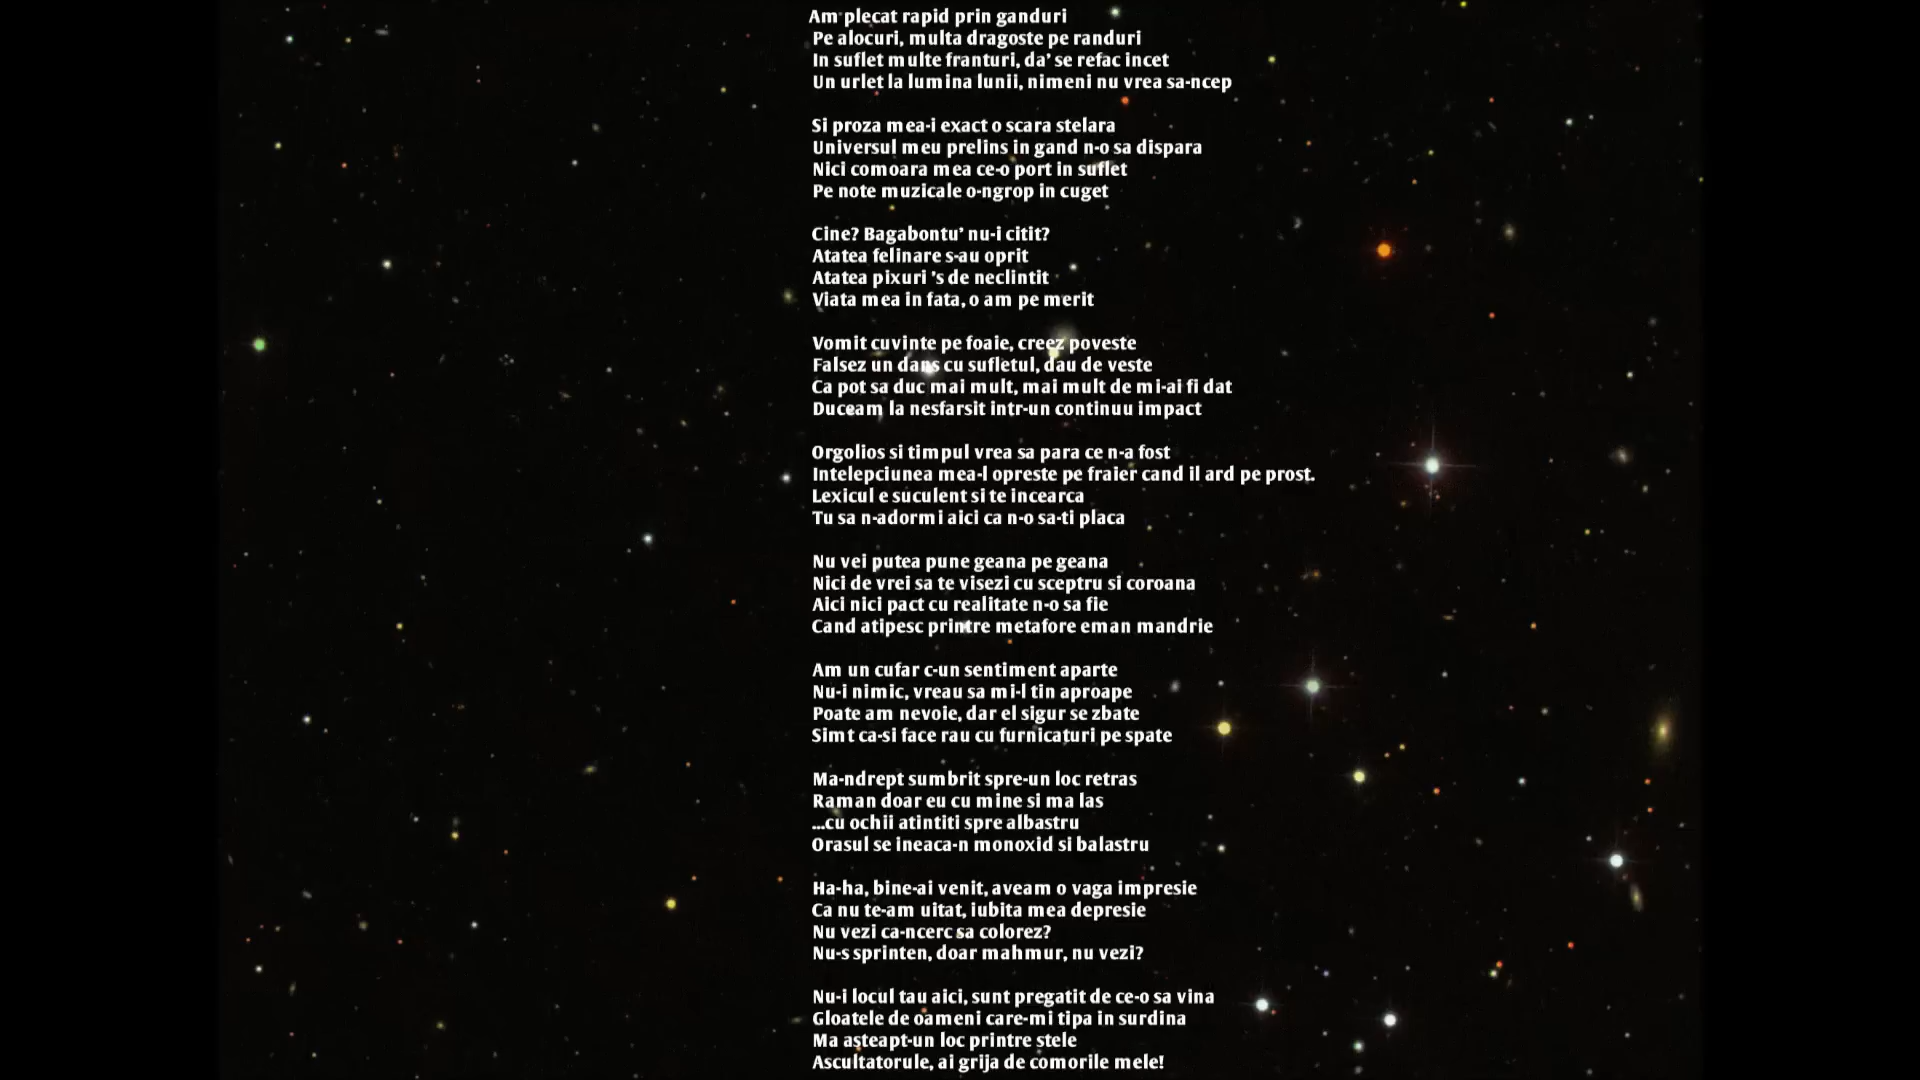 Am plecat rapid prin ganduri
Pe alocuri, multa dragoste pe randuri
In suflet multe franturi, da' se refac incet
Un urlet la lumina lunii, nimeni nu vrea sa-ncep
Si proza mea-i exact o scara stelara
Universul meu prelins in gand n-o sa dispara
Nici comoara mea ce-o port in suflet
Pe note muzicale o-ngrop in cuget
Cine? Bagabontu' nu-i citit?
Atatea felinare s-au oprit
Atatea pixuri 's de neclintit
Viata mea in fata, o am pe merit
Vomit cuvinte pe foaie, creez poveste
Falsez un dans cu sufletul, dau de veste
Ca pot sa duc mai mult, mai mult de mi-ai fi dat
Duceam la nesfarsit intr-un continuu impact
Orgolios si timpul vrea sa para ce n-a fost
Intelepciunea mea-l opreste pe fraier cand il ard pe prost.
Lexicul e suculent si te incearca
Tu sa n-adormi aici ca n-o sa-ti placa
Nu vei putea pune geana pe geana
Nici de vrei sa te visezi cu sceptru si coroana
Aici nici pact cu realitate n-o sa fie
Cand atipesc printre metafore eman mandrie
Am un cufar c-un sentiment aparte
Nu-i nimic, vreau sa mi-l tin aproape
Poate am nevoie, dar el sigur se zbate
Simt ca-si face rau cu furnicaturi pe spate
Ma-ndrept sumbrit spre-un loc retras
Raman doar eu cu mine si ma las
...cu ochii atintiti spre albastru
Orasul se ineaca-n monoxid si balastru
Ha-ha, bine-ai venit, aveam o vaga impresie
Ca nu te-am uitat, iubita mea depresie
Nu vezi ca-ncerc sa colorez?
Nu-s sprinten, doar mahmur, nu vezi?
Nu-i locul tau aici, sunt pregatit de ce-o sa vina
Gloatele de oameni care-mi tipa in surdina
Ma asteapt-un loc printre stele
Ascultatorule, ai grija de comorile mele!